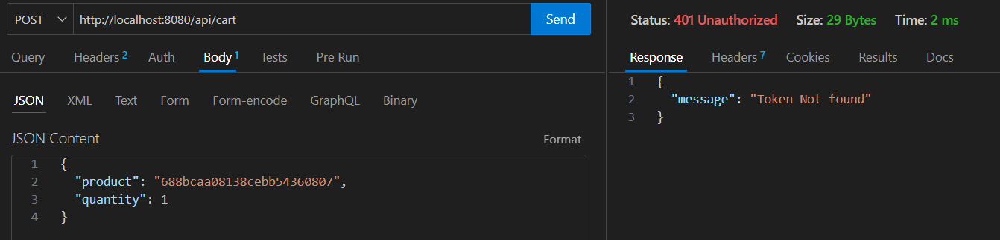 POST http://localhost:8080/api/cart Send
Query Headers 2 Auth Body 1 Tests Pre Run
JSON XML Text Form Form-encode GraphQL Binary
JSON Content Format
1 {
2 "product": "688bcaa08138cebb54360807",
3 "quantity": 1
4 }
Status: 401 Unauthorized Size: 29 Bytes Time: 2 ms
Response Headers 7 Cookies Results Docs
1 {
2 "message": "Token Not found"
3 }